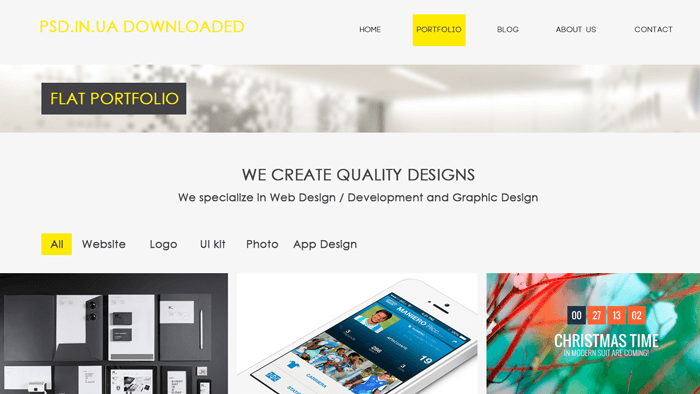 PSD.IN.UA DOWNLOADED
HOME
PORTFOLIO
BLOG
ABOUT US
CONTACT
FLAT PORTFOLIO
WE CREATE QUALITY DESIGNS
We specialize in Web Design / Development and Graphic Design
All
Website
Logo
UI kit
Photo
App Design
MANIERO
19
CARRIERA
00 27 13 02
CHRISTMAS TIME
IN MODERN SUIT ARE COMING!